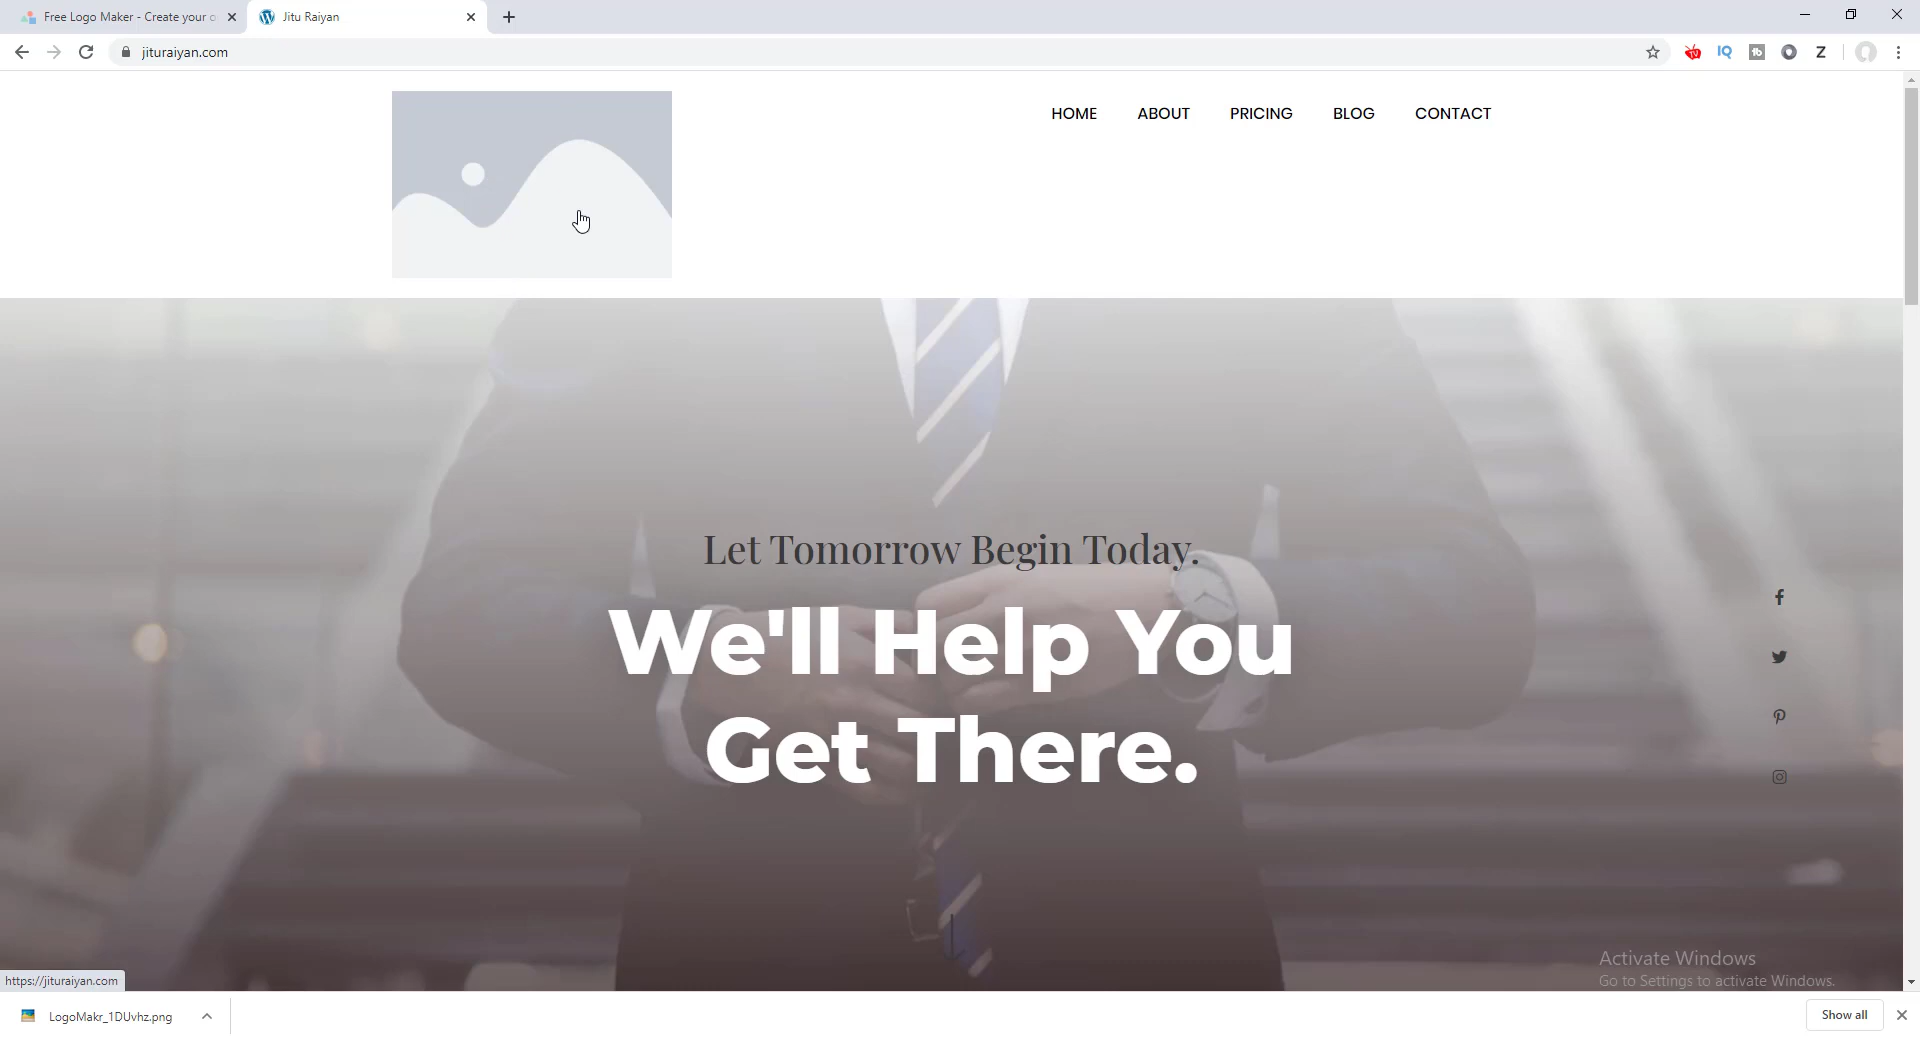 Free Logo Maker - Create your o
Jitu Raiyan
jituraiyan.com
IQ
tb
Z
HOME
ABOUT
PRICING
BLOG
CONTACT
Let Tomorrow Begin Today.
We'll Help You
Get There.
Activate Windows
Go to Settings to activate Windows.
https://jituraiyan.com
LogoMakr_1DUvhz.png
Show all